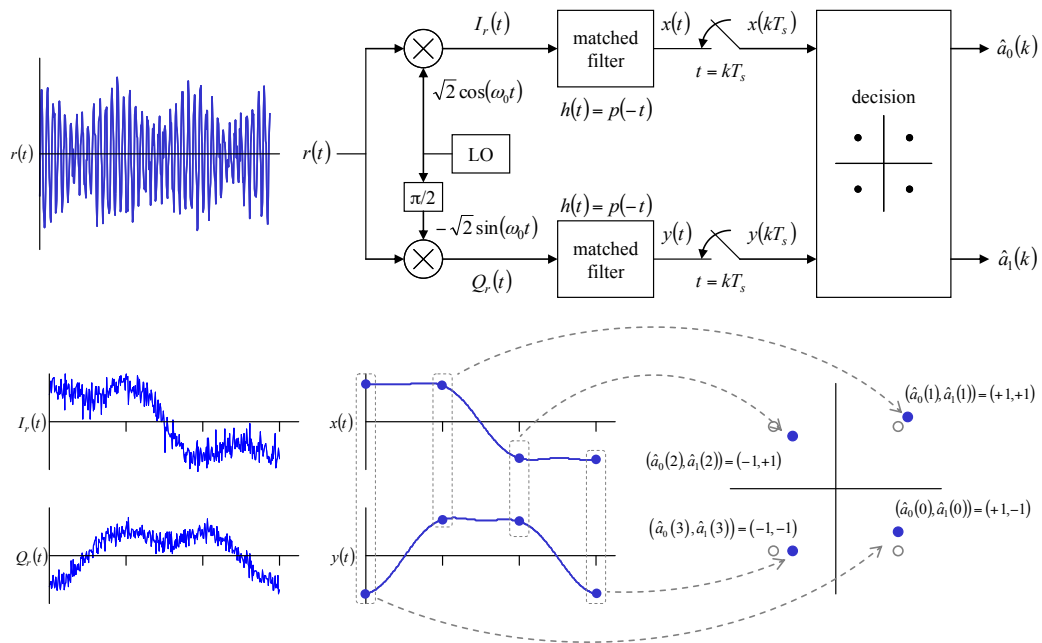 I_r(t)
x(t)
x(kT_s)
matched
filter
â_0(k)
t = kT_s
√2 cos(ω_0t)
h(t) = p(−t)
decision
r(t)
r(t)
LO
π/2
h(t) = p(−t)
−√2 sin(ω_0t)
y(t)
y(kT_s)
matched
filter
â_1(k)
Q_r(t)
t = kT_s
I_r(t)
x(t)
(â_0(1), â_1(1)) = (+1,+1)
(â_0(2), â_1(2)) = (−1,+1)
(â_0(0), â_1(0)) = (+1,−1)
(â_0(3), â_1(3)) = (−1,−1)
Q_r(t)
y(t)